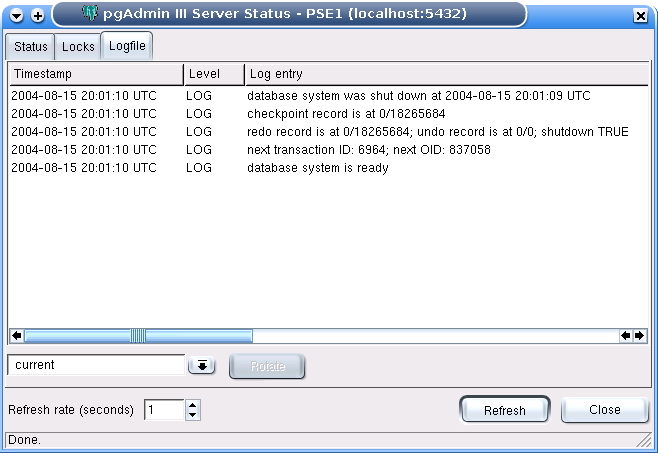 pgAdmin III Server Status - PSE1 (localhost:5432)
Status Locks Logfile
Timestamp Level Log entry
2004-08-15 20:01:10 UTC LOG database system was shut down at 2004-08-15 20:01:09 UTC
2004-08-15 20:01:10 UTC LOG checkpoint record is at 0/18265684
2004-08-15 20:01:10 UTC LOG redo record is at 0/18265684; undo record is at 0/0; shutdown TRUE
2004-08-15 20:01:10 UTC LOG next transaction ID: 6964; next OID: 837058
2004-08-15 20:01:10 UTC LOG database system is ready
current Rotate
Refresh rate (seconds) 1 Refresh Close
Done.